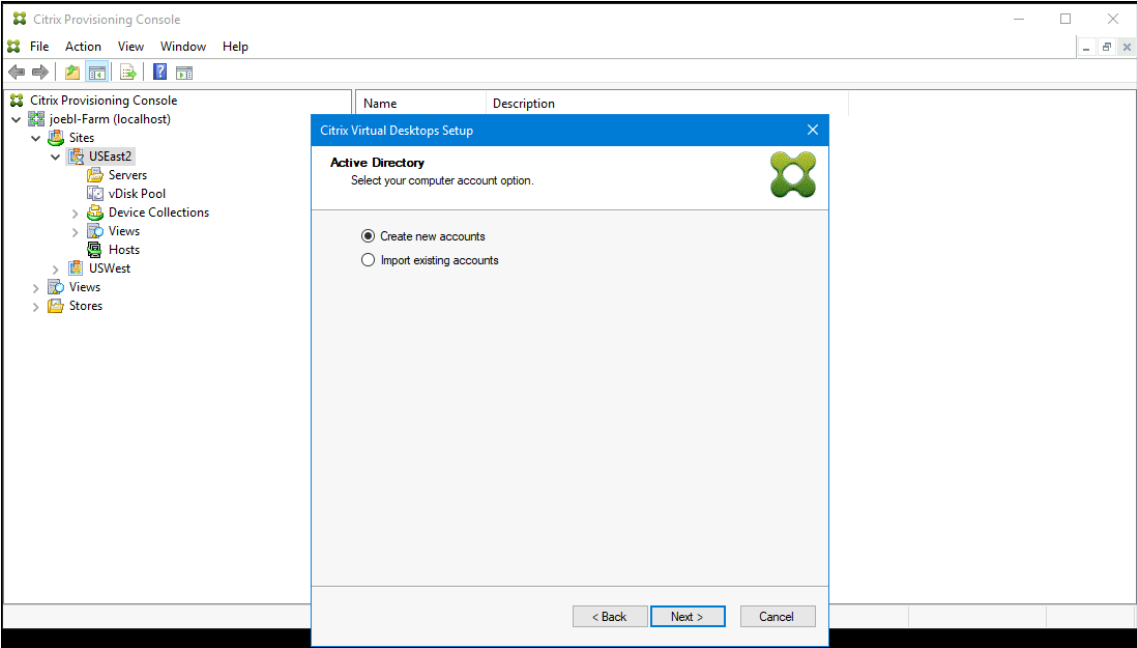 Citrix Provisioning Console
File Action View Window Help
Citrix Provisioning Console
joebl-Farm (localhost)
Sites
USEast2
Servers
vDisk Pool
Device Collections
Views
Hosts
USWest
Views
Stores
Name Description
Citrix Virtual Desktops Setup
Active Directory
Select your computer account option.
Create new accounts
Import existing accounts
< Back Next > Cancel